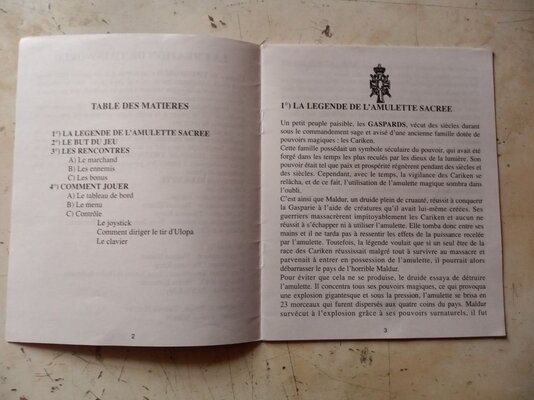 TABLE DES MATIERES
1°) LA LEGENDE DE L'AMULETTE SACREE
2°) LE BUT DU JEU
3°) LES RENCONTRES
A) Le marchand
B) Les ennemis
C) Les bonus
4°) COMMENT JOUER
A) Le tableau de bord
B) Le menu
C) Contrôle
Le joystick
Comment diriger le tir d'Ulopa
Le clavier
2
1°) LA LEGENDE DE L'AMULETTE SACREE
Un petit peuple paisible, les GASPARDS, vécut des siècles durant
sous le commandement sage et avisé d'une ancienne famille dotée de
pouvoirs magiques : les Cariken.
Cette famille possédait un symbole séculaire du pouvoir, qui avait été
forgé dans les temps les plus reculés par les dieux de la lumière. Son
pouvoir était tel que paix et prospérité régnèrent pendant des siècles et
des siècles. Cependant, avec le temps, la vigilance des Cariken se
relâcha, et de ce fait, l'utilisation de l'amulette magique sombra dans
l'oubli.
C'est ainsi que Maldur, un druide plein de cruauté, réussit à conquérir
la Gasparie à l'aide de créatures qu'il avait lui-même créées. Ses
guerriers massacrèrent impitoyablement les Cariken et aucun ne
réussit à s'échapper ni à utiliser l'amulette. Elle tomba donc entre ses
mains et il ne tarda pas à ressentir les effets de la puissance recelée
par l'amulette. Toutefois, la légende voulait que si un seul être de la
race des Cariken réussissait malgré tout à survivre au massacre et
parvenait à entrer en possession de l'amulette, il pourrait alors
débarrasser le pays de l'horrible Maldur.
Pour éviter que cela ne se produise, le druide essaya de détruire
l'amulette. Il concentra tous ses pouvoirs magiques, ce qui provoqua
une explosion gigantesque et sous la pression, l'amulette se brisa en
23 morceaux qui furent dispersés aux quatre coins du pays. Maldur
survécut à l'explosion grâce à ses pouvoirs surnaturels, il fut
3